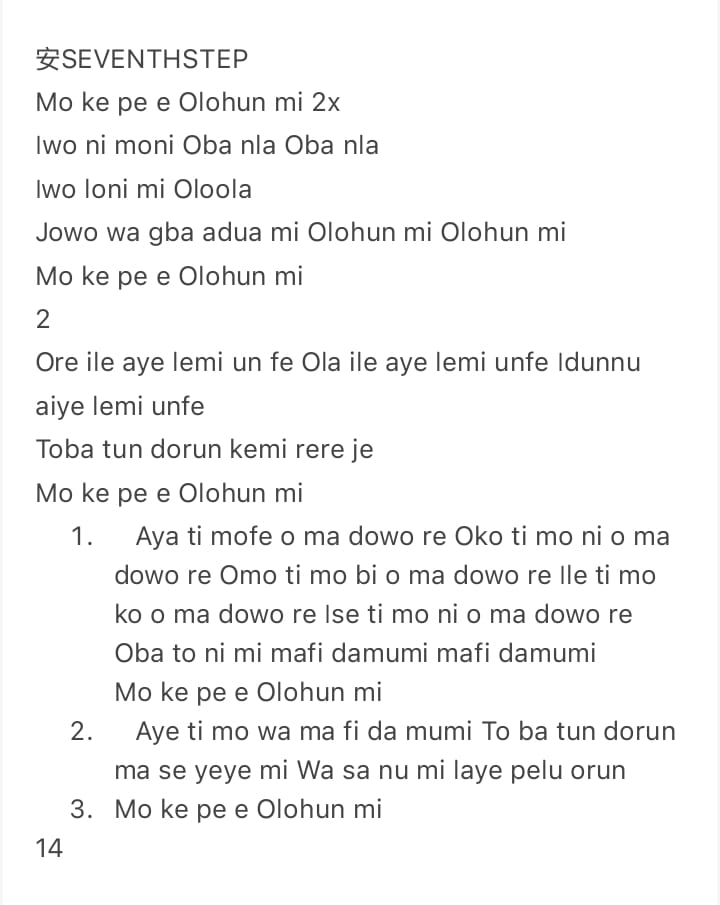 安SEVENTHSTEP
Mo ke pe e Olohun mi 2x
Iwo ni moni Oba nla Oba nla
Iwo loni mi Oloola
Jowo wa gba adua mi Olohun mi Olohun mi
Mo ke pe e Olohun mi
2
Ore ile aye lemi un fe Ola ile aye lemi unfe Idunnu
aiye lemi unfe
Toba tun dorun kemi rere je
Mo ke pe e Olohun mi
1. Aya ti mofe o ma dowo re Oko ti mo ni o ma
dowo re Omo ti mo bi o ma dowo re Ile ti mo
ko o ma dowo re Ise ti mo ni o ma dowo re
Oba to ni mi mafi damumi mafi damumi
Mo ke pe e Olohun mi
2. Aye ti mo wa ma fi da mumi To ba tun dorun
ma se yeye mi Wa sa nu mi laye pelu orun
3. Mo ke pe e Olohun mi
14